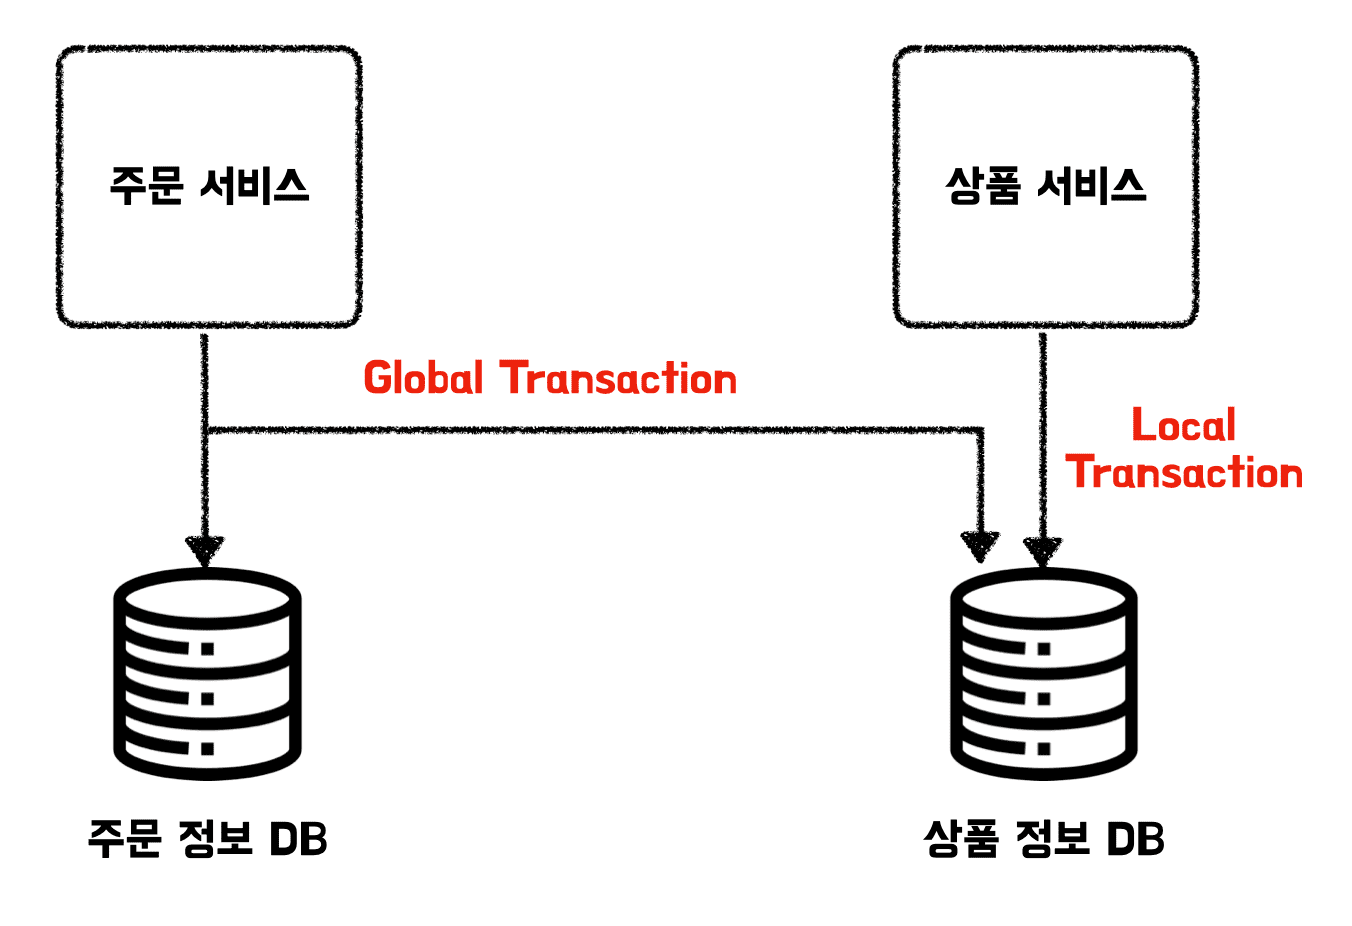 주문 서비스
상품 서비스
Global Transaction
Local
Transaction
주문 정보 DB
상품 정보 DB